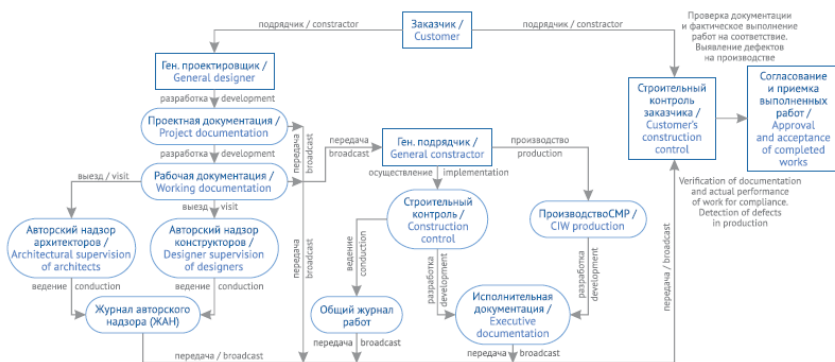 подрядчик / constractor
Заказчик /
Customer
подрядчик / constractor
Проверка документации
и фактическое выполнение
работ на соответствие.
Выявление дефектов
на производстве
Ген. проектировщик /
General designer
разработка
development
Проектная документация /
Project documentation
разработка
development
Рабочая документация /
Working documentation
передача
broadcast
передача
broadcast
Ген. подрядчик /
General constractor
производство
production
осуществление
implementation
Строительный
контроль
заказчика /
Customer's
construction
control
Согласование
и приемка
выполненных
работ /
Approval
and acceptance
of completed
works
Verification of documentation
and actual performance
of work for compliance.
Detection of defects
in production
выезд / visit
выезд
visit
Авторский надзор
архитекторов /
Architectural supervision
of architects
Авторский надзор
конструкторов /
Designer supervision
of designers
Строительный
контроль /
Construction
control
ПроизводствоСМР /
CIW production
ведение
conduction
ведение
conduction
ведение
conduction
разработка
development
разработка
development
передача / broadcast
Журнал авторского
надзора (ЖАН)
Общий журнал
работ
Исполнительная
документация /
Executive
documentation
передача / broadcast
передача
broadcast
передача
broadcast